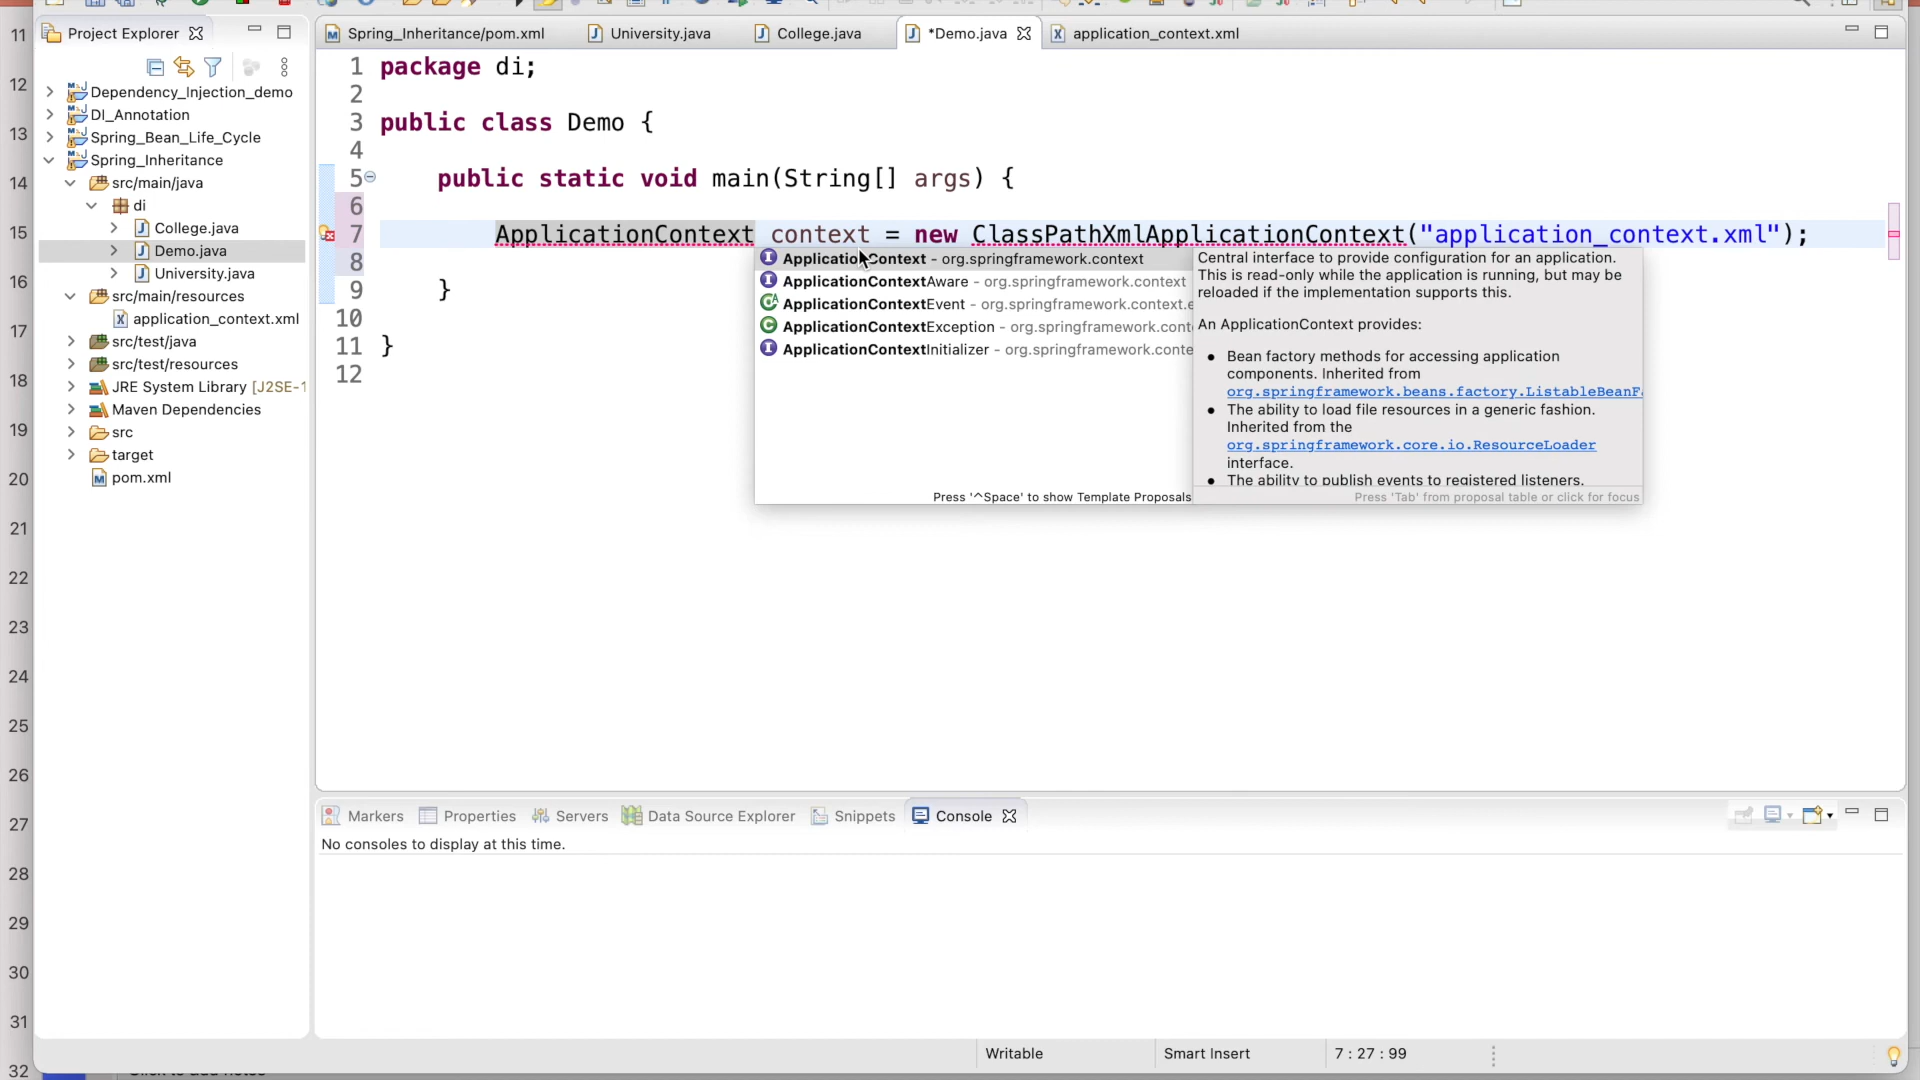 11
12
13
14
15
16
17
18
19
20
21
22
23
24
25
26
27
28
29
30
31
32
Project Explorer
Dependency_Injection_demo
DI_Annotation
Spring_Bean_Life_Cycle
Spring_Inheritance
src/main/java
di
College.java
Demo.java
University.java
src/main/resources
application_context.xml
src/test/java
src/test/resources
JRE System Library [J2SE-1
Maven Dependencies
src
target
pom.xml
Spring_Inheritance/pom.xml University.java College.java *Demo.java application_context.xml
1 package di;
2
3 public class Demo {
4
5 public static void main(String[] args) {
6
7 ApplicationContext context = new ClassPathXmlApplicationContext("application_context.xml");
8
9 }
10
11 }
12
ApplicationContext - org.springframework.context
ApplicationContextAware - org.springframework.context
ApplicationContextEvent - org.springframework.context.e
ApplicationContextException - org.springframework.cont
ApplicationContextInitializer - org.springframework.conte
Press '^Space' to show Template Proposals
Central interface to provide configuration for an application.
This is read-only while the application is running, but may be
reloaded if the implementation supports this.
An ApplicationContext provides:
• Bean factory methods for accessing application
components. Inherited from
org.springframework.beans.factory.ListableBeanF
• The ability to load file resources in a generic fashion.
Inherited from the
org.springframework.core.io.ResourceLoader
interface.
• The ability to publish events to registered listeners.
Press 'Tab' from proposal table or click for focus
Markers Properties Servers Data Source Explorer Snippets Console
No consoles to display at this time.
Writable Smart Insert 7 : 27 : 99